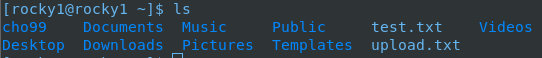 [rocky1@rocky1 ~]$ ls
cho99 Documents Music Public test.txt Videos
Desktop Downloads Pictures Templates upload.txt